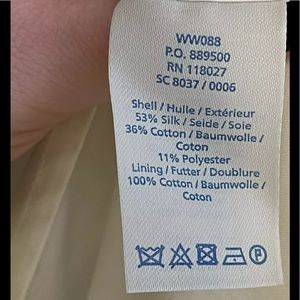 WW088
P.O. 889500
RN 118027
SC 8037 / 0006
Shell / Hulle / Extérieur
53% Silk / Seide / Soie
36% Cotton / Baumwolle /
Coton
11% Polyester
Lining / Futter / Doublure
100% Cotton / Baumwolle /
Coton
P